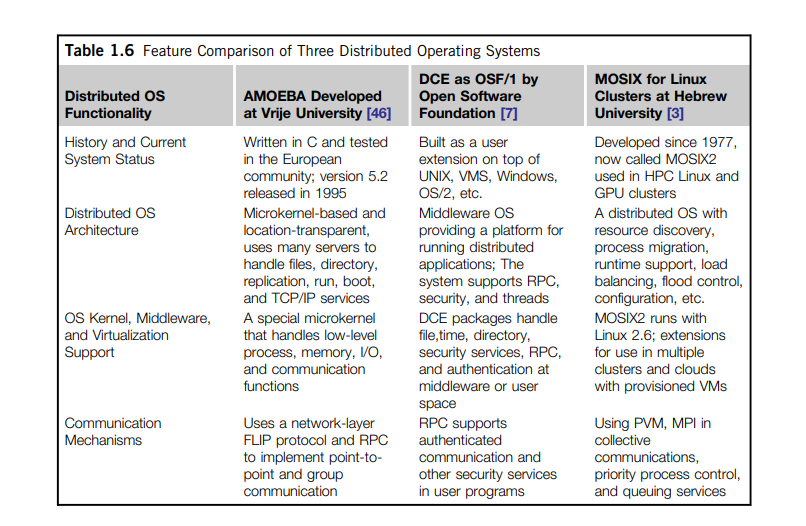 Table 1.6 Feature Comparison of Three Distributed Operating Systems
Distributed OS
Functionality
AMOEBA Developed
at Vrije University [46]
DCE as OSF/1 by
Open Software
Foundation [7]
MOSIX for Linux
Clusters at Hebrew
University [3]
History and Current
System Status
Written in C and tested
in the European
community; version 5.2
released in 1995
Built as a user
extension on top of
UNIX, VMS, Windows,
OS/2, etc.
Developed since 1977,
now called MOSIX2
used in HPC Linux and
GPU clusters
Distributed OS
Architecture
Microkernel-based and
location-transparent,
uses many servers to
handle files, directory,
replication, run, boot,
and TCP/IP services
Middleware OS
providing a platform for
running distributed
applications; The
system supports RPC,
security, and threads
A distributed OS with
resource discovery,
process migration,
runtime support, load
balancing, flood control,
configuration, etc.
OS Kernel, Middleware,
and Virtualization
Support
A special microkernel
that handles low-level
process, memory, I/O,
and communication
functions
DCE packages handle
file,time, directory,
security services, RPC,
and authentication at
middleware or user
space
MOSIX2 runs with
Linux 2.6; extensions
for use in multiple
clusters and clouds
with provisioned VMs
Communication
Mechanisms
Uses a network-layer
FLIP protocol and RPC
to implement point-to-
point and group
communication
RPC supports
authenticated
communication and
other security services
in user programs
Using PVM, MPI in
collective
communications,
priority process control,
and queuing services